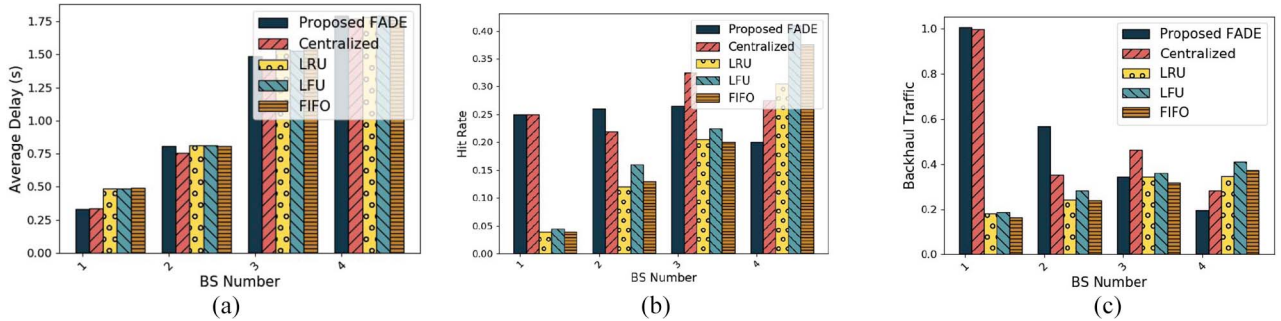 Average Delay (s)
1.75
1.50
1.25
1.00
0.75
0.50
0.25
0.00
Proposed FADE
Centralized
LRU
LFU
FIFO
1
2
3
4
BS Number
(a)
Hit Rate
0.40
0.35
0.30
0.25
0.20
0.15
0.10
0.05
0.00
Proposed FADE
Centralized
LRU
LFU
FIFO
1
2
3
4
BS Number
(b)
Backhaul Traffic
1.0
0.8
0.6
0.4
0.2
0.0
Proposed FADE
Centralized
LRU
LFU
FIFO
1
2
3
4
BS Number
(c)